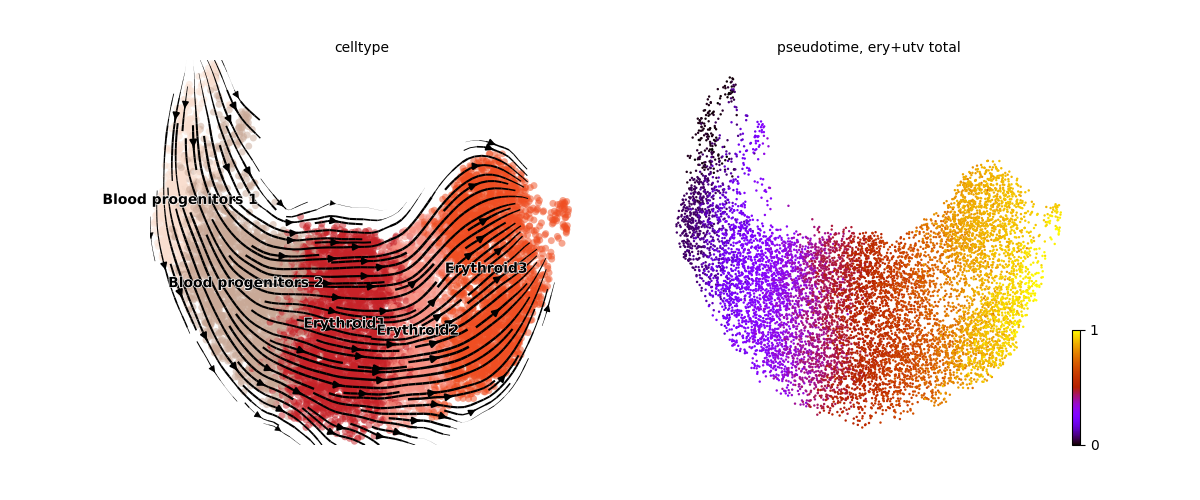 celltype
pseudotime, ery+utv total
Blood progenitors 1
Blood progenitors 2
Erythroid3
Erythroid1
Erythroid2
1
0